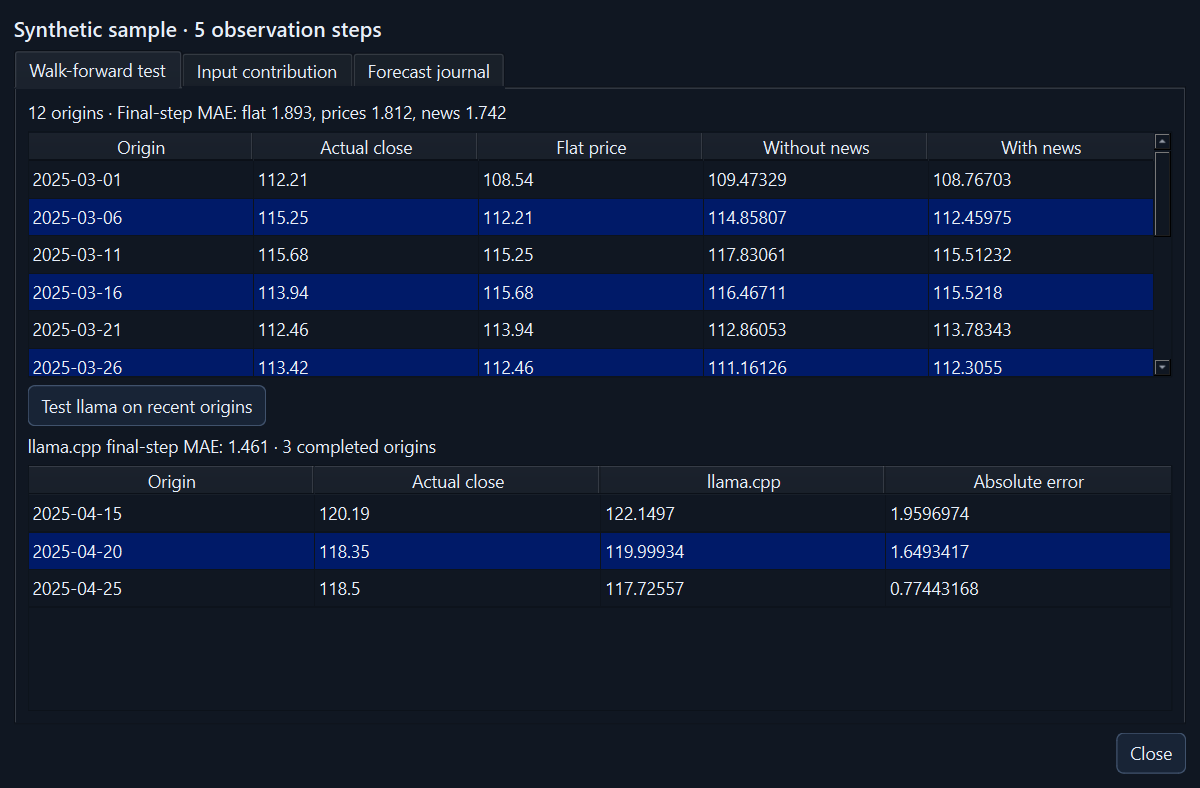 Synthetic sample · 5 observation steps
Walk-forward test Input contribution Forecast journal
12 origins · Final-step MAE: flat 1.893, prices 1.812, news 1.742
Origin Actual close Flat price Without news With news
2025-03-01 112.21 108.54 109.47329 108.76703
2025-03-06 115.25 112.21 114.85807 112.45975
2025-03-11 115.68 115.25 117.83061 115.51232
2025-03-16 113.94 115.68 116.46711 115.5218
2025-03-21 112.46 113.94 112.86053 113.78343
2025-03-26 113.42 112.46 111.16126 112.3055
Test llama on recent origins
llama.cpp final-step MAE: 1.461 · 3 completed origins
Origin Actual close llama.cpp Absolute error
2025-04-15 120.19 122.1497 1.9596974
2025-04-20 118.35 119.99934 1.6493417
2025-04-25 118.5 117.72557 0.77443168
Close